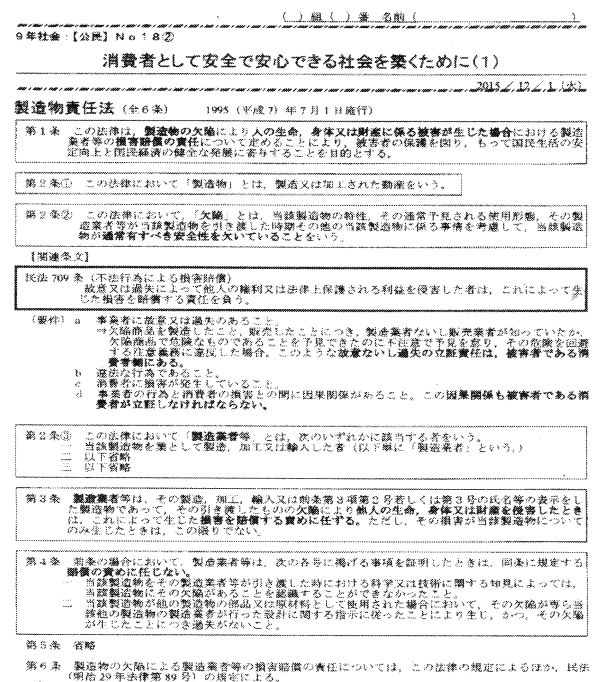 ( ) 組 ( ) 番 名前 ( )
9年社会:【公民】No18②
消費者として安全で安心できる社会を築くために(1)
2015/12/1(火)
製造物責任法 (全6条) 1995(平成7)年7月1日施行)
第1条 この法律は,製造物の欠陥により人の生命,身体又は財産に係る被害が生じた場合における製造
業者等の損害賠償の責任について定めることにより,被害者の保護を図り,もって国民生活の安
定向上と国民経済の健全な発展に寄与することを目的とする。
第2条① この法律において「製造物」とは,製造又は加工された動産をいう。
第2条② この法律において,「欠陥」とは,当該製造物の特性,その通常予見される使用形態,その製
造業者等が当該製造物を引き渡した時期その他の当該製造物に係る事情を考慮して,当該製造
物が通常有すべき安全性を欠いていることをいう。
【関連条文】
民法709条(不法行為による損害賠償)
故意又は過失によって他人の権利又は法律上保護される利益を侵害した者は,これによって生
じた損害を賠償する責任を負う。
(要件) a 事業者に故意又は過失のあること。
⇒欠陥商品を製造したこと,販売したことにつき,製造業者ないし販売業者が知っていたか,
欠陥商品で危険なものであることを予見できたのに不注意で予見を怠り,その危険を回避
する注意義務に違反した場合。このような故意ないし過失の立証責任は,被害者である消
費者側にある。
b 違法な行為であること。
c 消費者に損害が発生していること。
d 事業者の行為と消費者の損害との間に因果関係があること。この因果関係も被害者である消
費者が立証しなければならない。
第2条③ この法律において「製造業者等」とは,次のいずれかに該当する者をいう。
一 当該製造物を業として製造,加工又は輸入した者(以下単に「製造業者」という。)
二 以下省略
三 以下省略
第3条 製造業者等は,その製造,加工,輸入又は前条第3項第2号若しくは第3号の氏名等の表示をし
た製造物であって,その引き渡したものの欠陥により他人の生命,身体又は財産を侵害したとき
は,これによって生じた損害を賠償する責めに任ずる。ただし,その損害が当該製造物について
のみ生じたときは,この限りでない。
第4条 前条の場合において,製造業者等は,次の各号に掲げる事項を証明したときは,同条に規定する
賠償の責めに任じない。
一 当該製造物をその製造業者等が引き渡した時における科学又は技術に関する知見によっては,
当該製造物にその欠陥があることを認識することができなかったこと。
二 当該製造物が他の製造物の部品又は原材料として使用された場合において,その欠陥が専ら当
該他の製造物の製造業者が行った設計に関する指示に従ったことにより生じ,かつ,その欠陥
が生じたことにつき過失がないこと。
第5条 省略
第6条 製造物の欠陥による製造業者等の損害賠償の責任については,この法律の規定によるほか,民法
(明治29年法律第89号)の規定による。